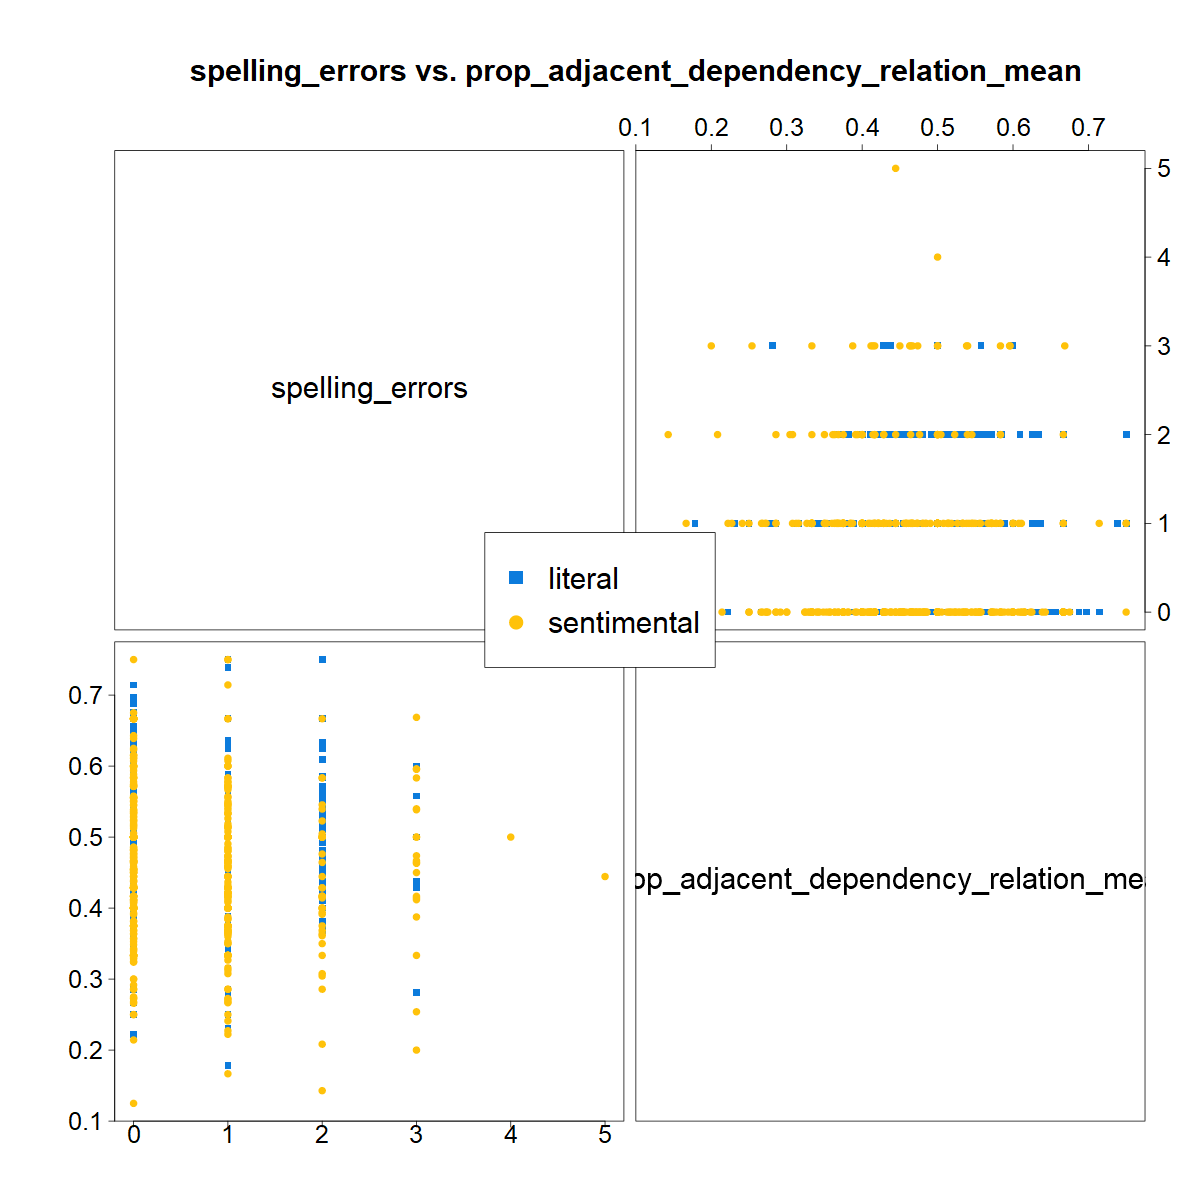 spelling_errors vs. prop_adjacent_dependency_relation_mean
0.1 0.2 0.3 0.4 0.5 0.6 0.7
5
4
3
2
1
0
spelling_errors
literal
sentimental
0.7
0.6
0.5
0.4
0.3
0.2
0.1
op_adjacent_dependency_relation_me
0 1 2 3 4 5